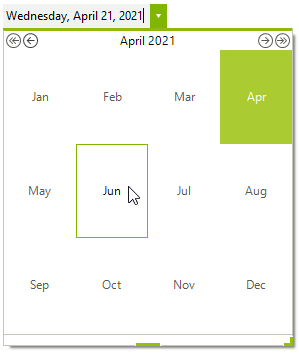 Wednesday, April 21, 2021
April 2021
Jan Feb Mar Apr
May Jun Jul Aug
Sep Oct Nov Dec